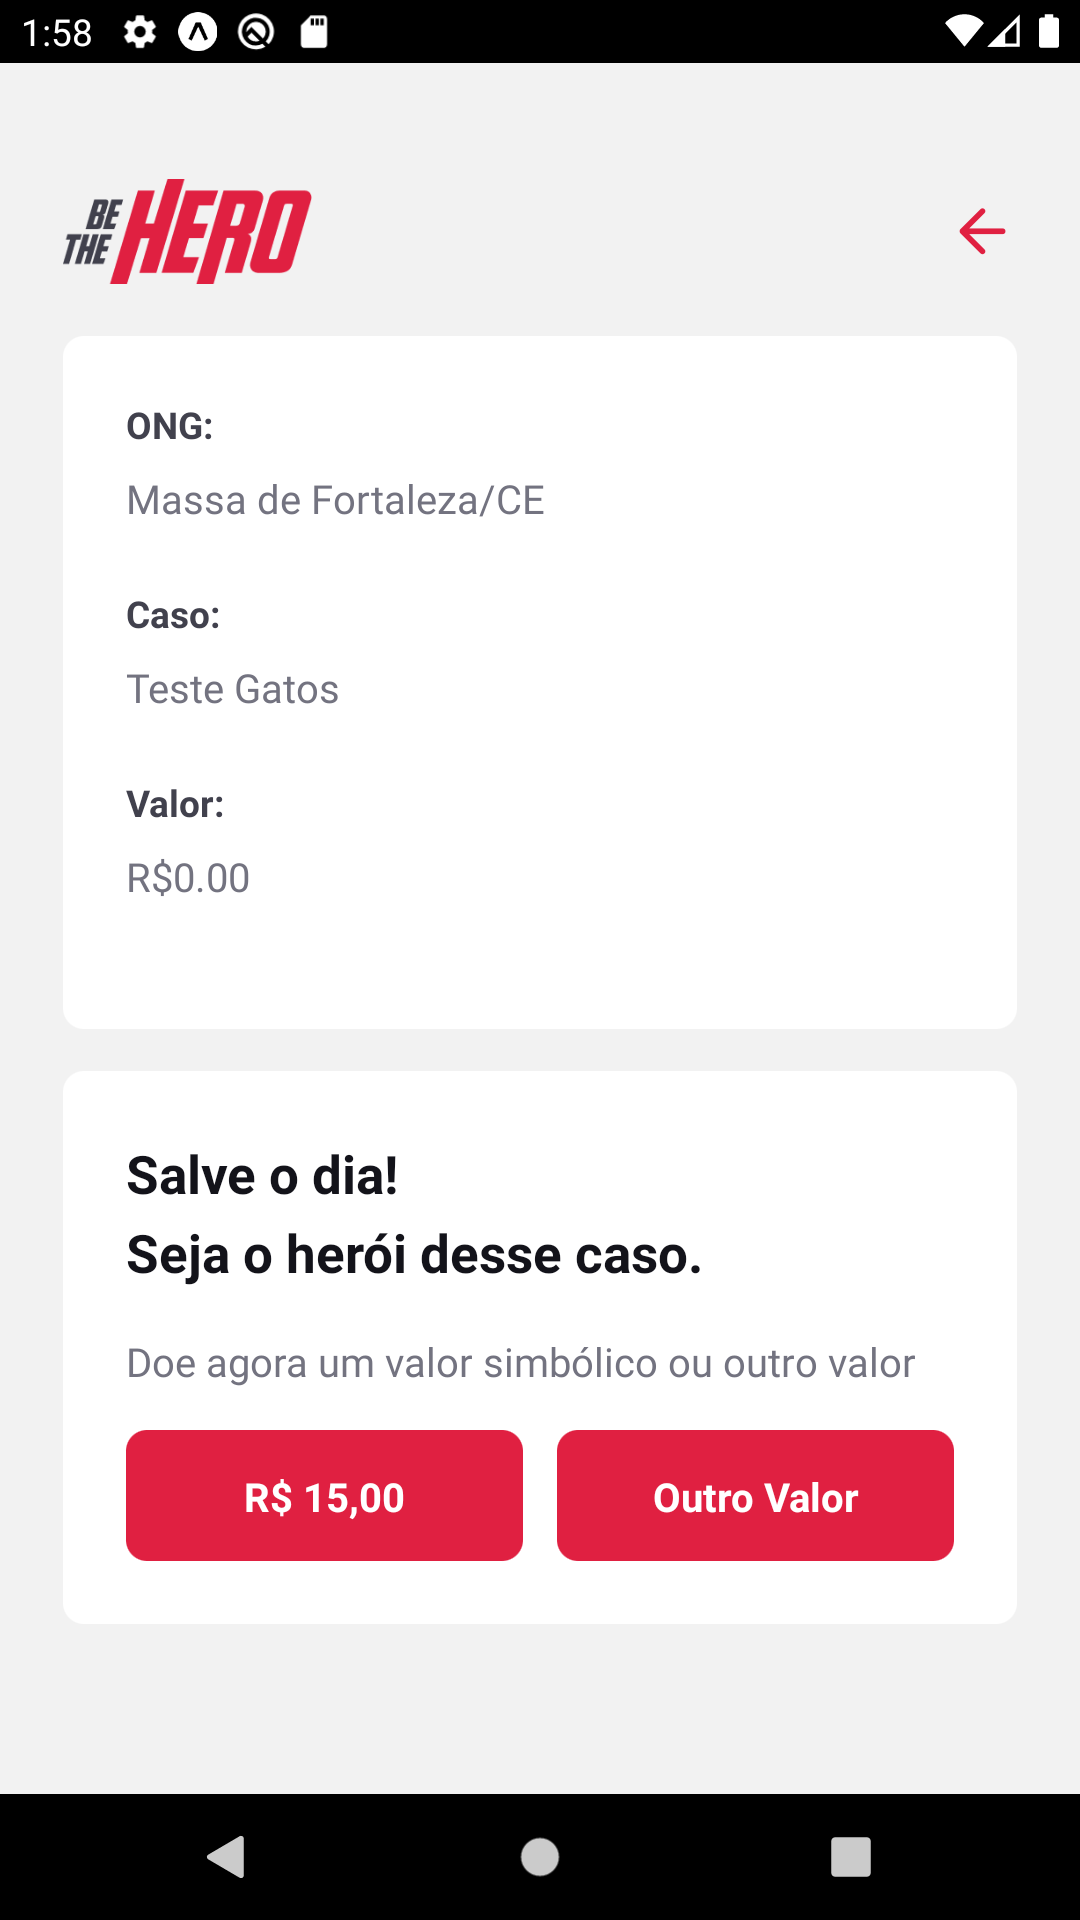 1:58
BE
THE HERO
ONG:
Massa de Fortaleza/CE
Caso:
Teste Gatos
Valor:
R$0.00
Salve o dia!
Seja o herói desse caso.
Doe agora um valor simbólico ou outro valor
R$ 15,00
Outro Valor